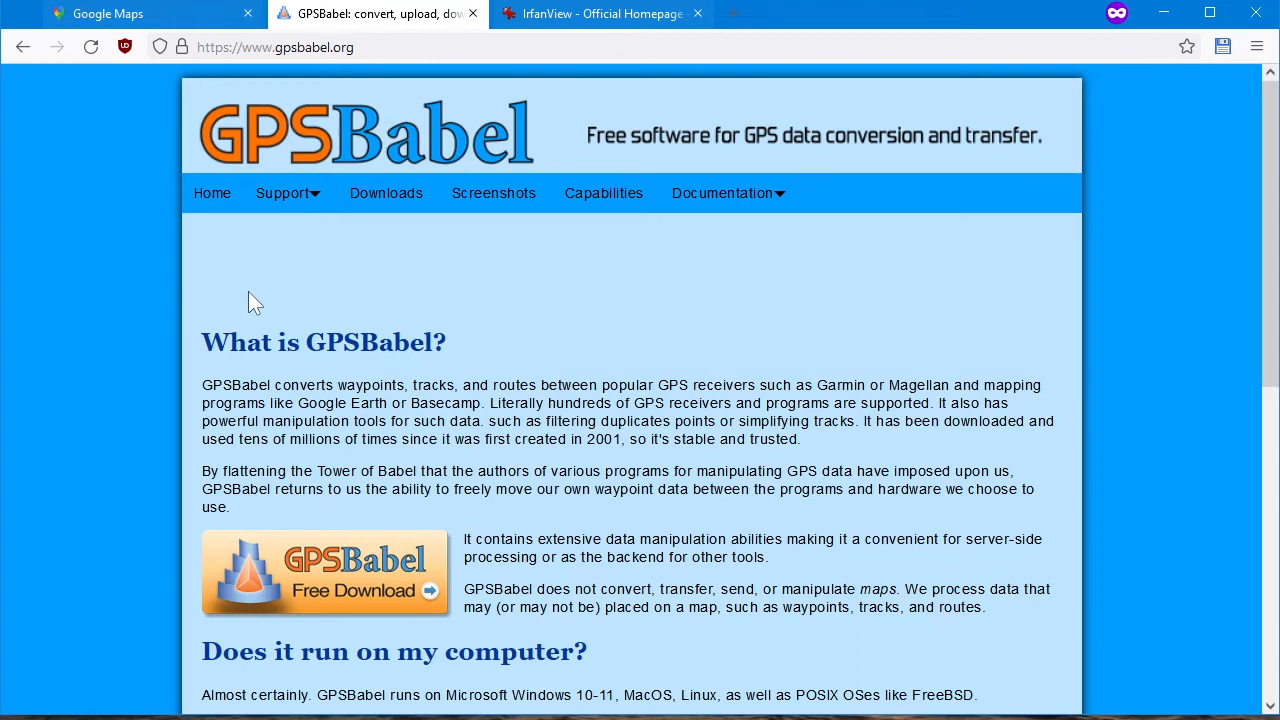 Google Maps
GPSBabel: convert, upload, dow
IrfanView - Official Homepage
https://www.gpsbabel.org
GPSBabel
Free software for GPS data conversion and transfer.
Home Support Downloads Screenshots Capabilities Documentation
What is GPSBabel?
GPSBabel converts waypoints, tracks, and routes between popular GPS receivers such as Garmin or Magellan and mapping
programs like Google Earth or Basecamp. Literally hundreds of GPS receivers and programs are supported. It also has
powerful manipulation tools for such data. such as filtering duplicates points or simplifying tracks. It has been downloaded and
used tens of millions of times since it was first created in 2001, so it's stable and trusted.
By flattening the Tower of Babel that the authors of various programs for manipulating GPS data have imposed upon us,
GPSBabel returns to us the ability to freely move our own waypoint data between the programs and hardware we choose to
use.
GPSBabel
Free Download
It contains extensive data manipulation abilities making it a convenient for server-side
processing or as the backend for other tools.
GPSBabel does not convert, transfer, send, or manipulate maps. We process data that
may (or may not be) placed on a map, such as waypoints, tracks, and routes.
Does it run on my computer?
Almost certainly. GPSBabel runs on Microsoft Windows 10-11, MacOS, Linux, as well as POSIX OSes like FreeBSD.